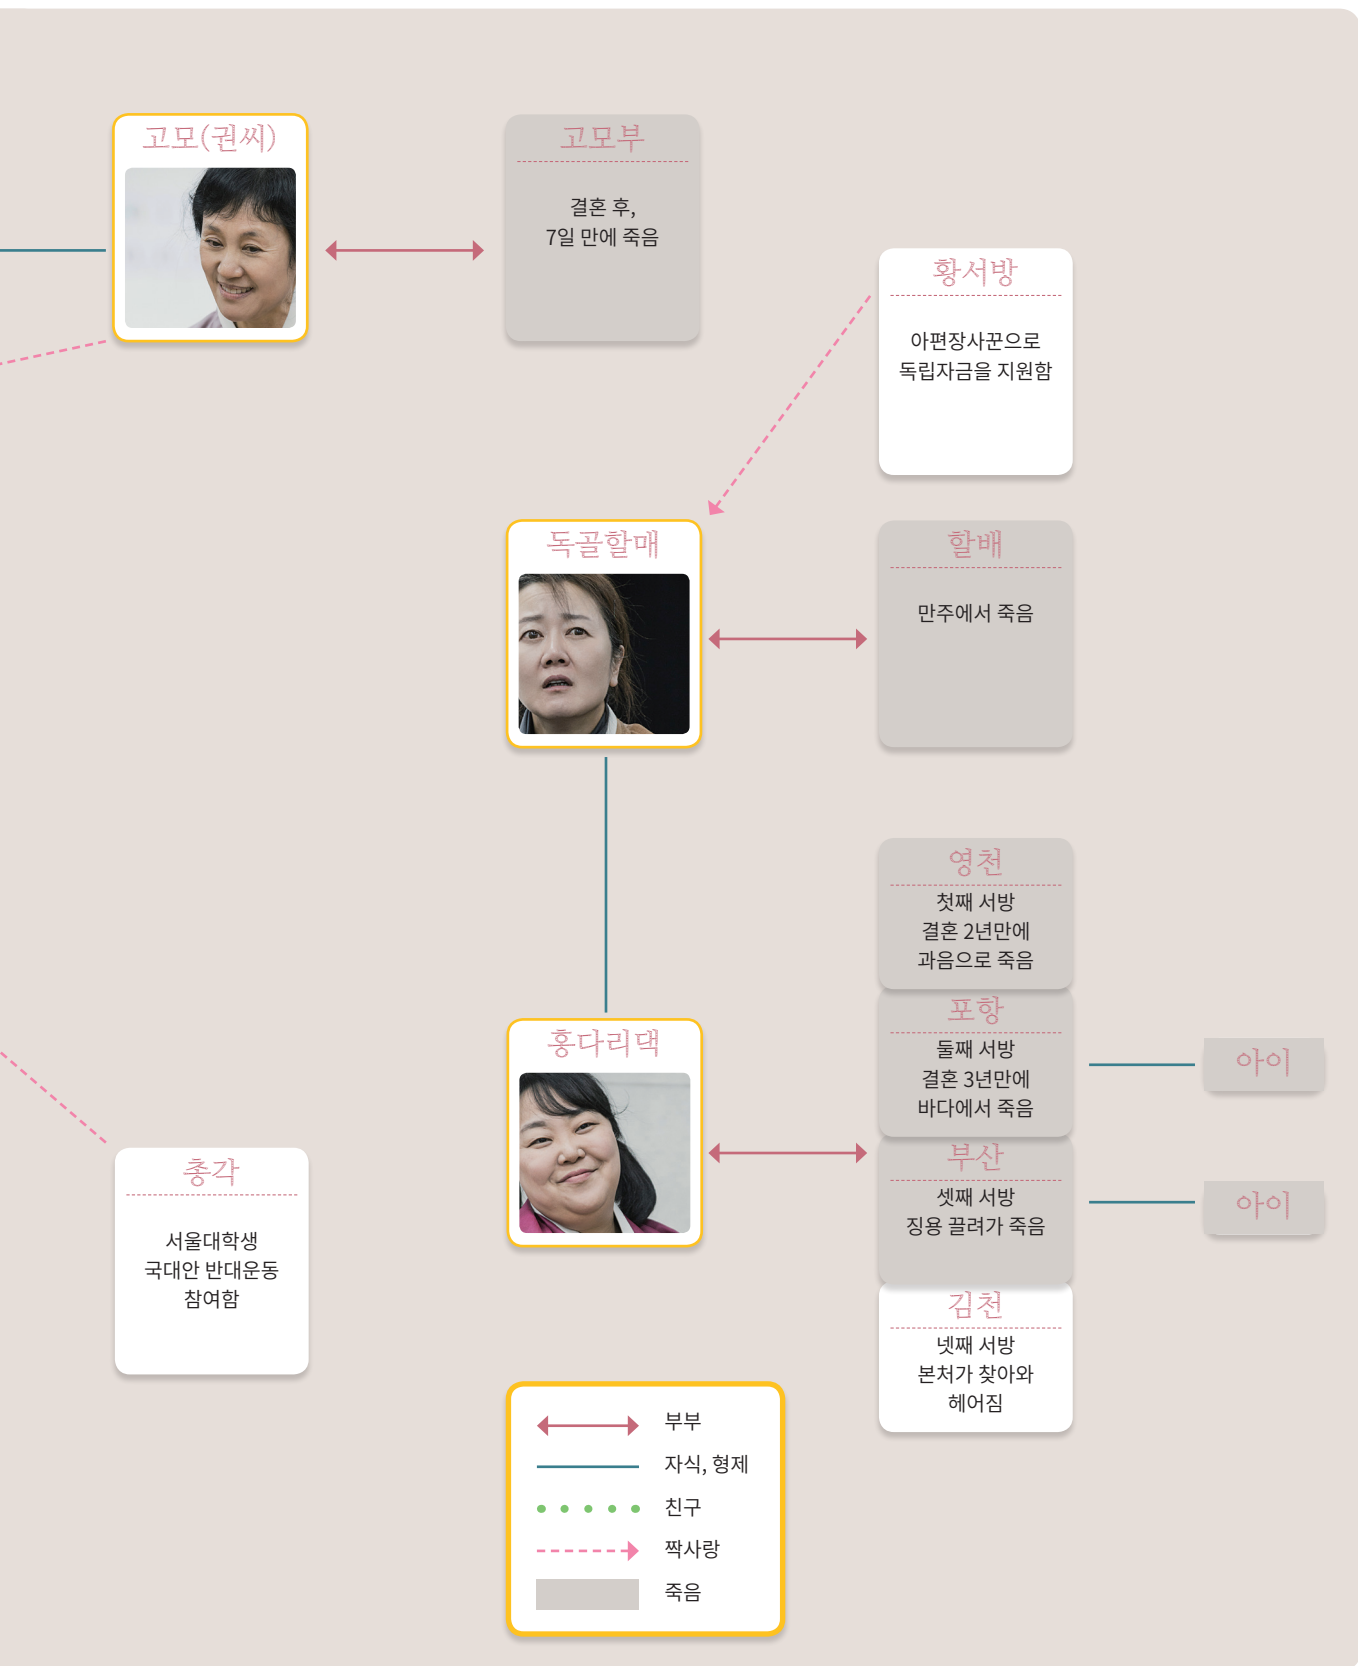 고모(권씨)
고모부
결혼 후,
7일 만에 죽음
황서방
아편장사꾼으로
독립자금을 지원함
독골할매
할배
만주에서 죽음
영천
첫째 서방
결혼 2년만에
과음으로 죽음
포항
둘째 서방
결혼 3년만에
바다에서 죽음
아이
홍다리댁
부산
셋째 서방
징용 끌려가 죽음
아이
김천
넷째 서방
본처가 찾아와
헤어짐
총각
서울대학생
국대안 반대운동
참여함
부부
자식, 형제
친구
짝사랑
죽음